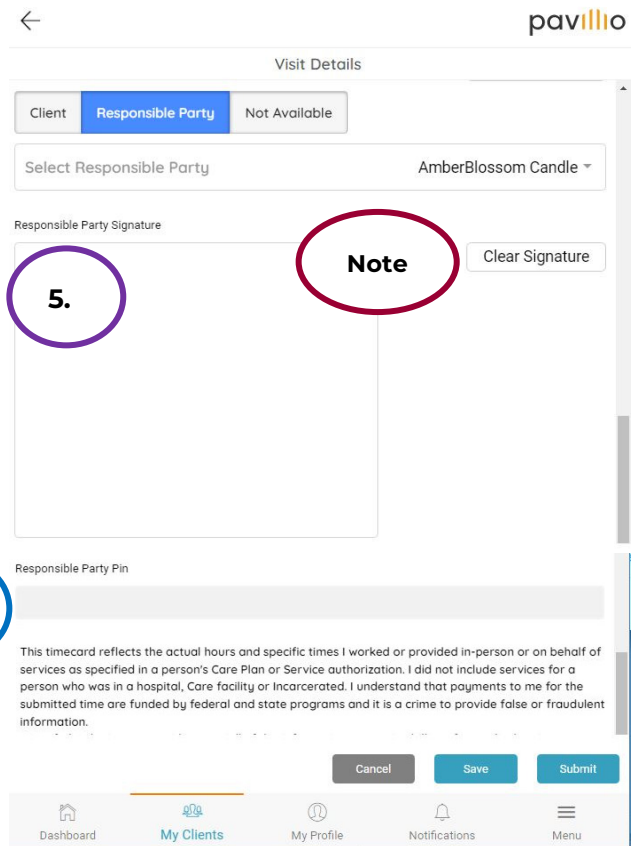 pavillio
Visit Details
Client Responsible Party Not Available
Select Responsible Party AmberBlossom Candle
Responsible Party Signature
Note Clear Signature
5.
Responsible Party Pin
This timecard reflects the actual hours and specific times I worked or provided in-person or on behalf of
services as specified in a person's Care Plan or Service authorization. I did not include services for a
person who was in a hospital, Care facility or Incarcerated. I understand that payments to me for the
submitted time are funded by federal and state programs and it is a crime to provide false or fraudulent
information.
Cancel Save Submit
Dashboard My Clients My Profile Notifications Menu